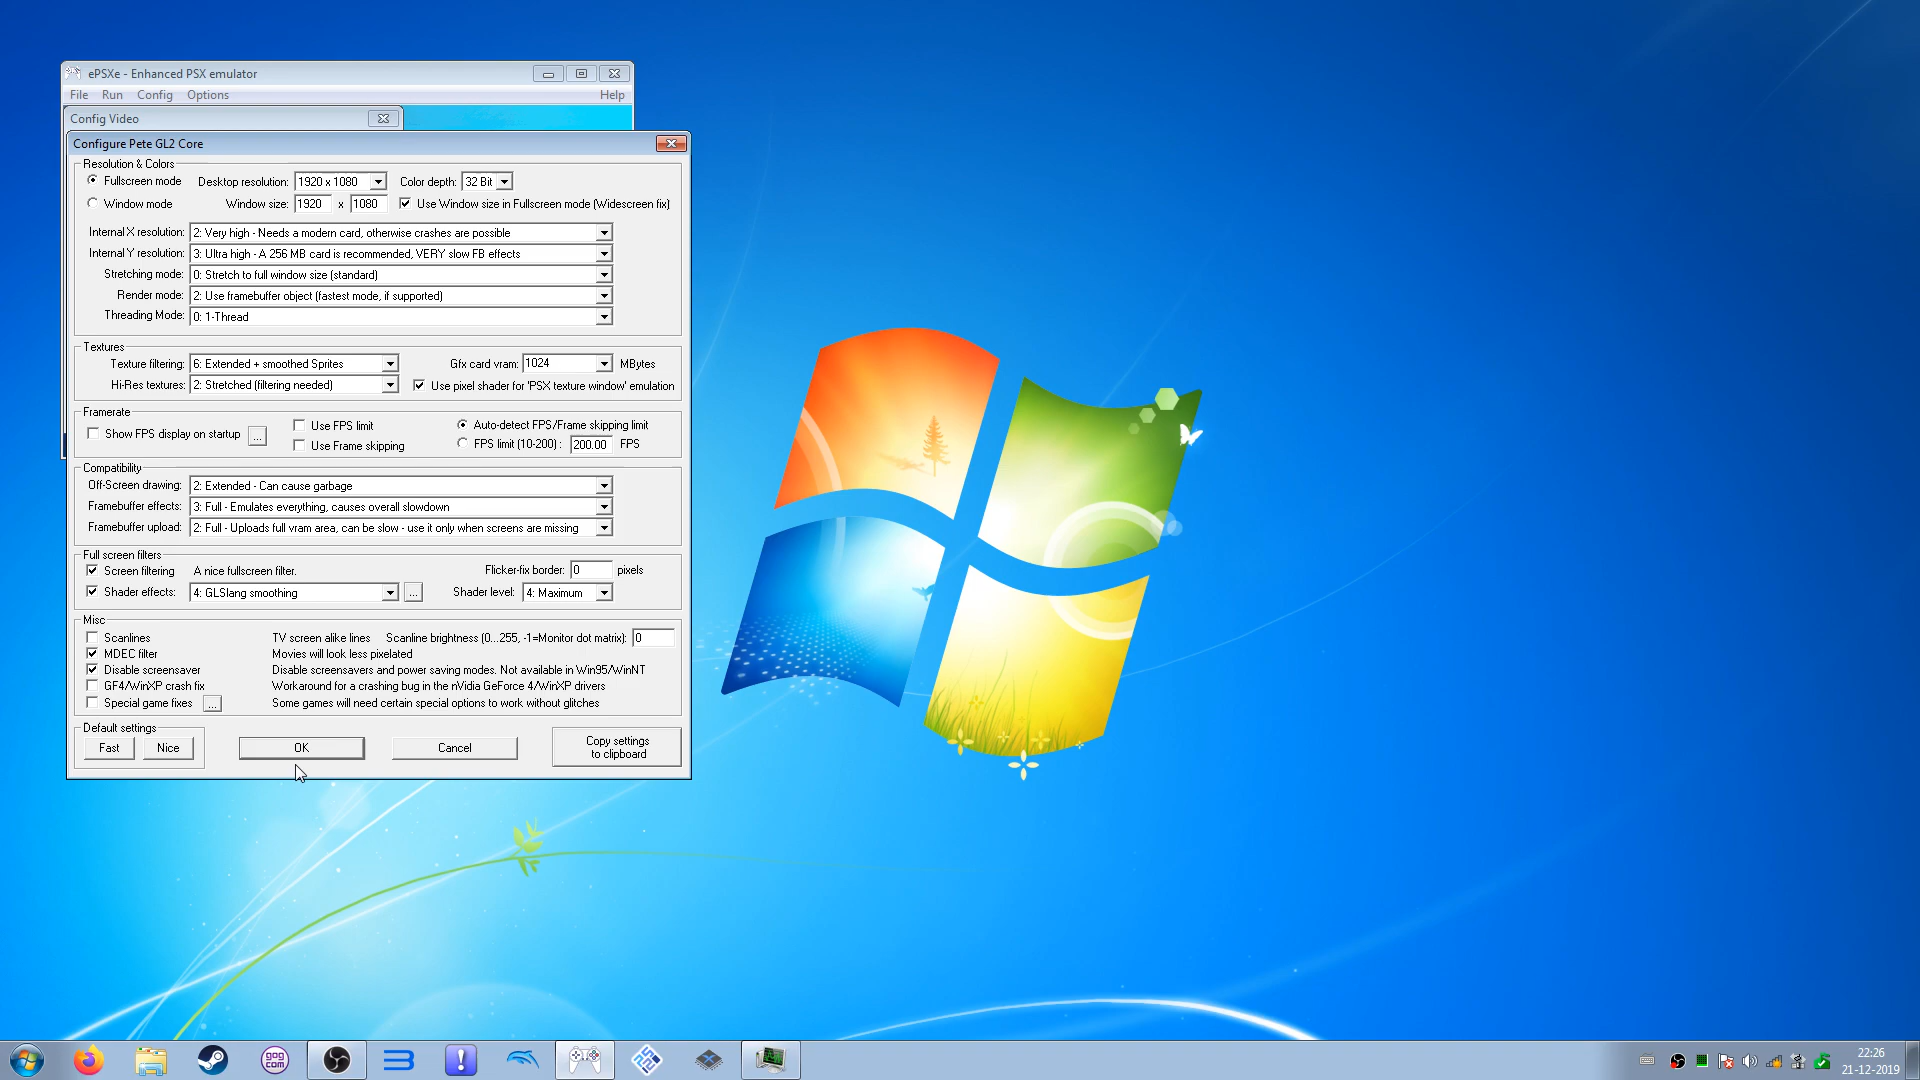 ePSXe - Enhanced PSX emulator
File Run Config Options Help
Config Video
Configure Pete GL2 Core
Resolution & Colors
Fullscreen mode Desktop resolution: 1920 x 1080 Color depth: 32 Bit
Window mode Window size: 1920 x 1080 Use Window size in Fullscreen mode (Widescreen fix)
Internal X resolution: 2: Very high - Needs a modern card, otherwise crashes are possible
Internal Y resolution: 3: Ultra high - A 256 MB card is recommended, VERY slow FB effects
Stretching mode: 0: Stretch to full window size (standard)
Render mode: 2: Use framebuffer object (fastest mode, if supported)
Threading Mode: 0: 1-Thread
Textures
Texture filtering: 6: Extended + smoothed Sprites Gfx card vram: 1024 MBytes
Hi-Res textures: 2: Stretched (filtering needed) Use pixel shader for 'PSX texture window' emulation
Framerate
Show FPS display on startup ... Use FPS limit Auto-detect FPS/Frame skipping limit
Use Frame skipping FPS limit (10-200) : 200.00 FPS
Compatibility
Off-Screen drawing: 2: Extended - Can cause garbage
Framebuffer effects: 3: Full - Emulates everything, causes overall slowdown
Framebuffer upload: 2: Full - Uploads full vram area, can be slow - use it only when screens are missing
Full screen filters
Screen filtering A nice fullscreen filter. Flicker-fix border: 0 pixels
Shader effects: 4: GLSlang smoothing ... Shader level: 4: Maximum
Misc
Scanlines TV screen alike lines Scanline brightness (0...255, -1=Monitor dot matrix): 0
MDEC filter Movies will look less pixelated
Disable screensaver Disable screensavers and power saving modes. Not available in Win95/WinNT
GF4/WinXP crash fix Workaround for a crashing bug in the nVidia GeForce 4/WinXP drivers
Special game fixes ... Some games will need certain special options to work without glitches
Default settings
Fast Nice OK Cancel Copy settings
to clipboard
GOG
COM
22:26
21-12-2019